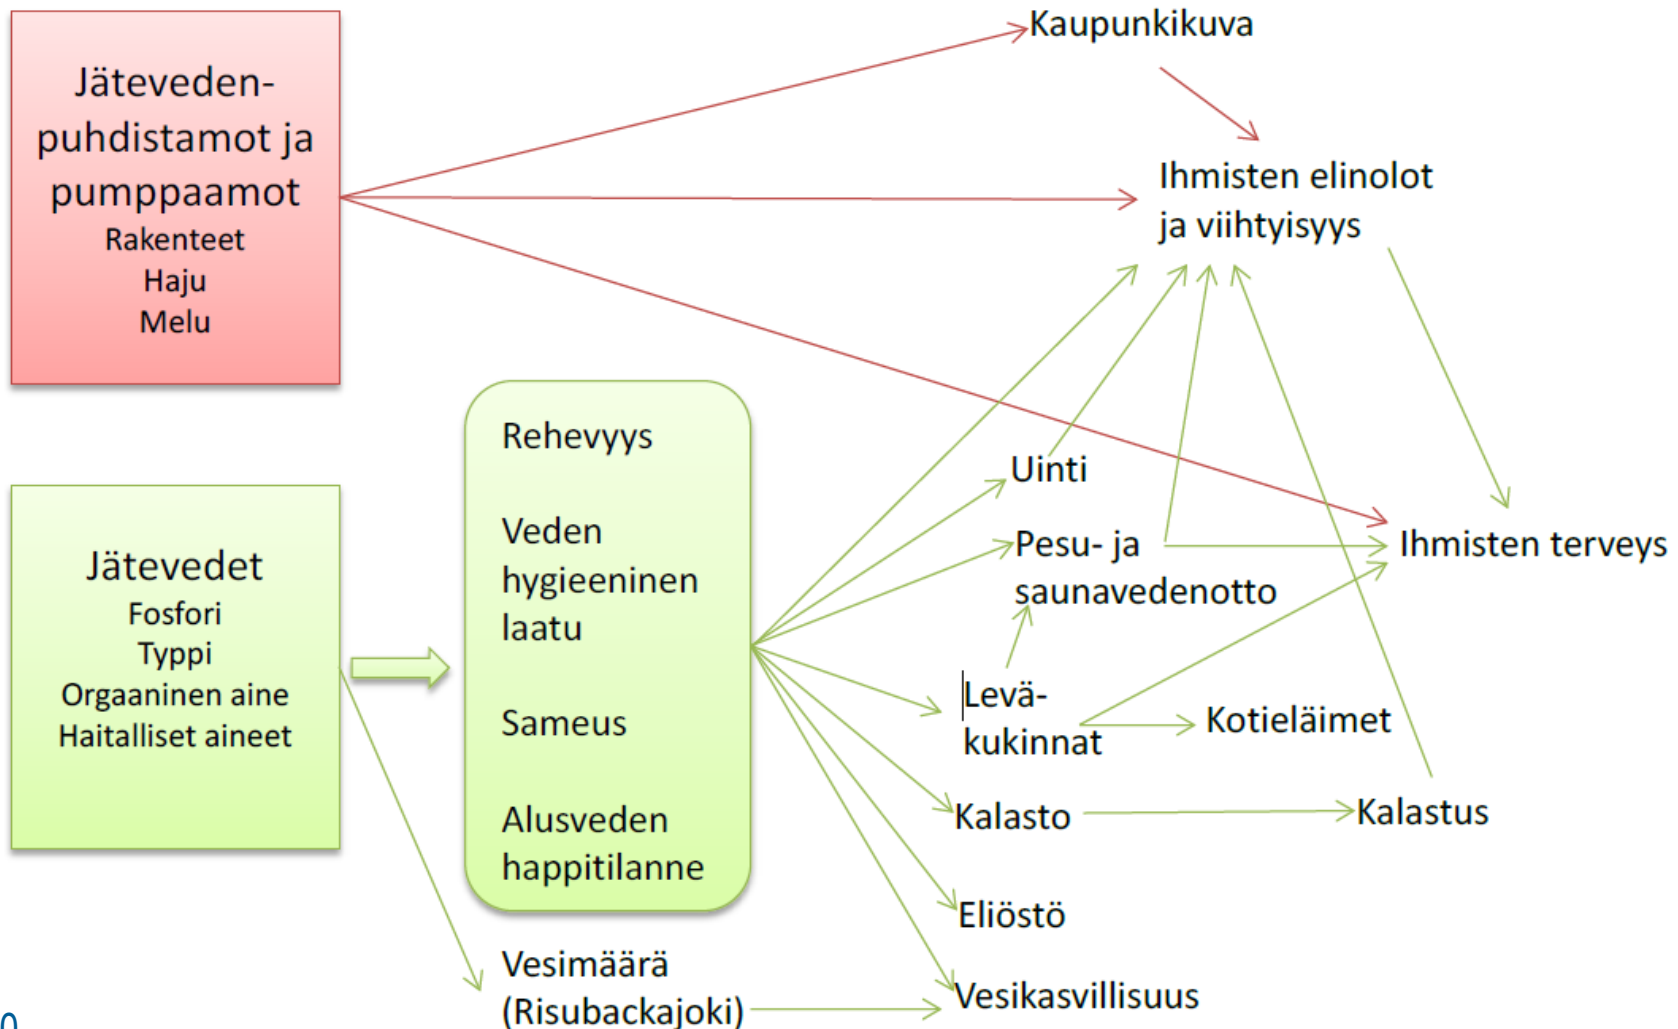 Jäteveden-
puhdistamot ja
pumppaamot
Rakenteet
Haju
Melu
Jätevedet
Fosfori
Typpi
Orgaaninen aine
Haitalliset aineet
Rehevyys
Veden
hygieeninen
laatu
Sameus
Alusveden
happitilanne
Vesimäärä
(Risubackajoki)
Kaupunkikuva
Ihmisten elinolot
ja viihtyisyys
Uinti
Pesu- ja
saunavedenotto
Ihmisten terveys
Levä-
kukinnat
Kotieläimet
Kalasto
Kalastus
Eliöstö
Vesikasvillisuus